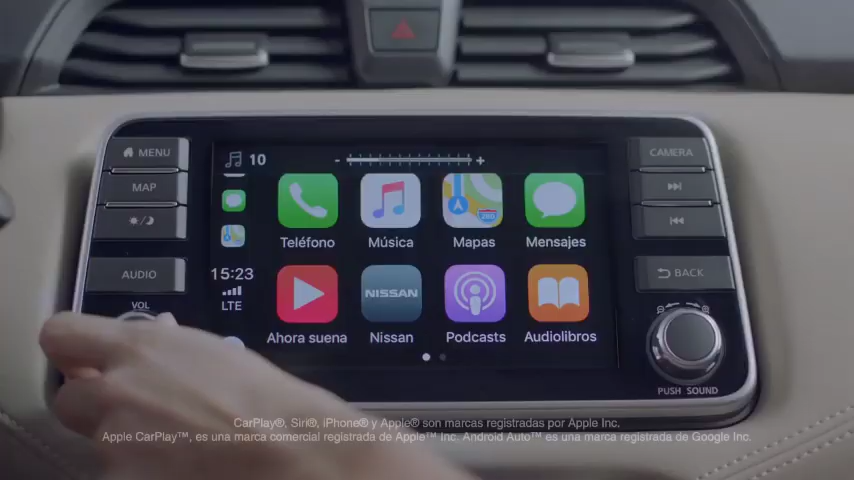 MENU
MAP
AUDIO
VOL
10
- +
15:23
LTE
Teléfono
Música
Mapas
Mensajes
280
NISSAN
Ahora suena
Nissan
Podcasts
Audiolibros
CAMERA
BACK
PUSH SOUND
CarPlay®, Siri®, iPhone® y Apple® son marcas registradas por Apple Inc.
Apple CarPlay™, es una marca comercial registrada de Apple™ Inc. Android Auto™ es una marca registrada de Google Inc.